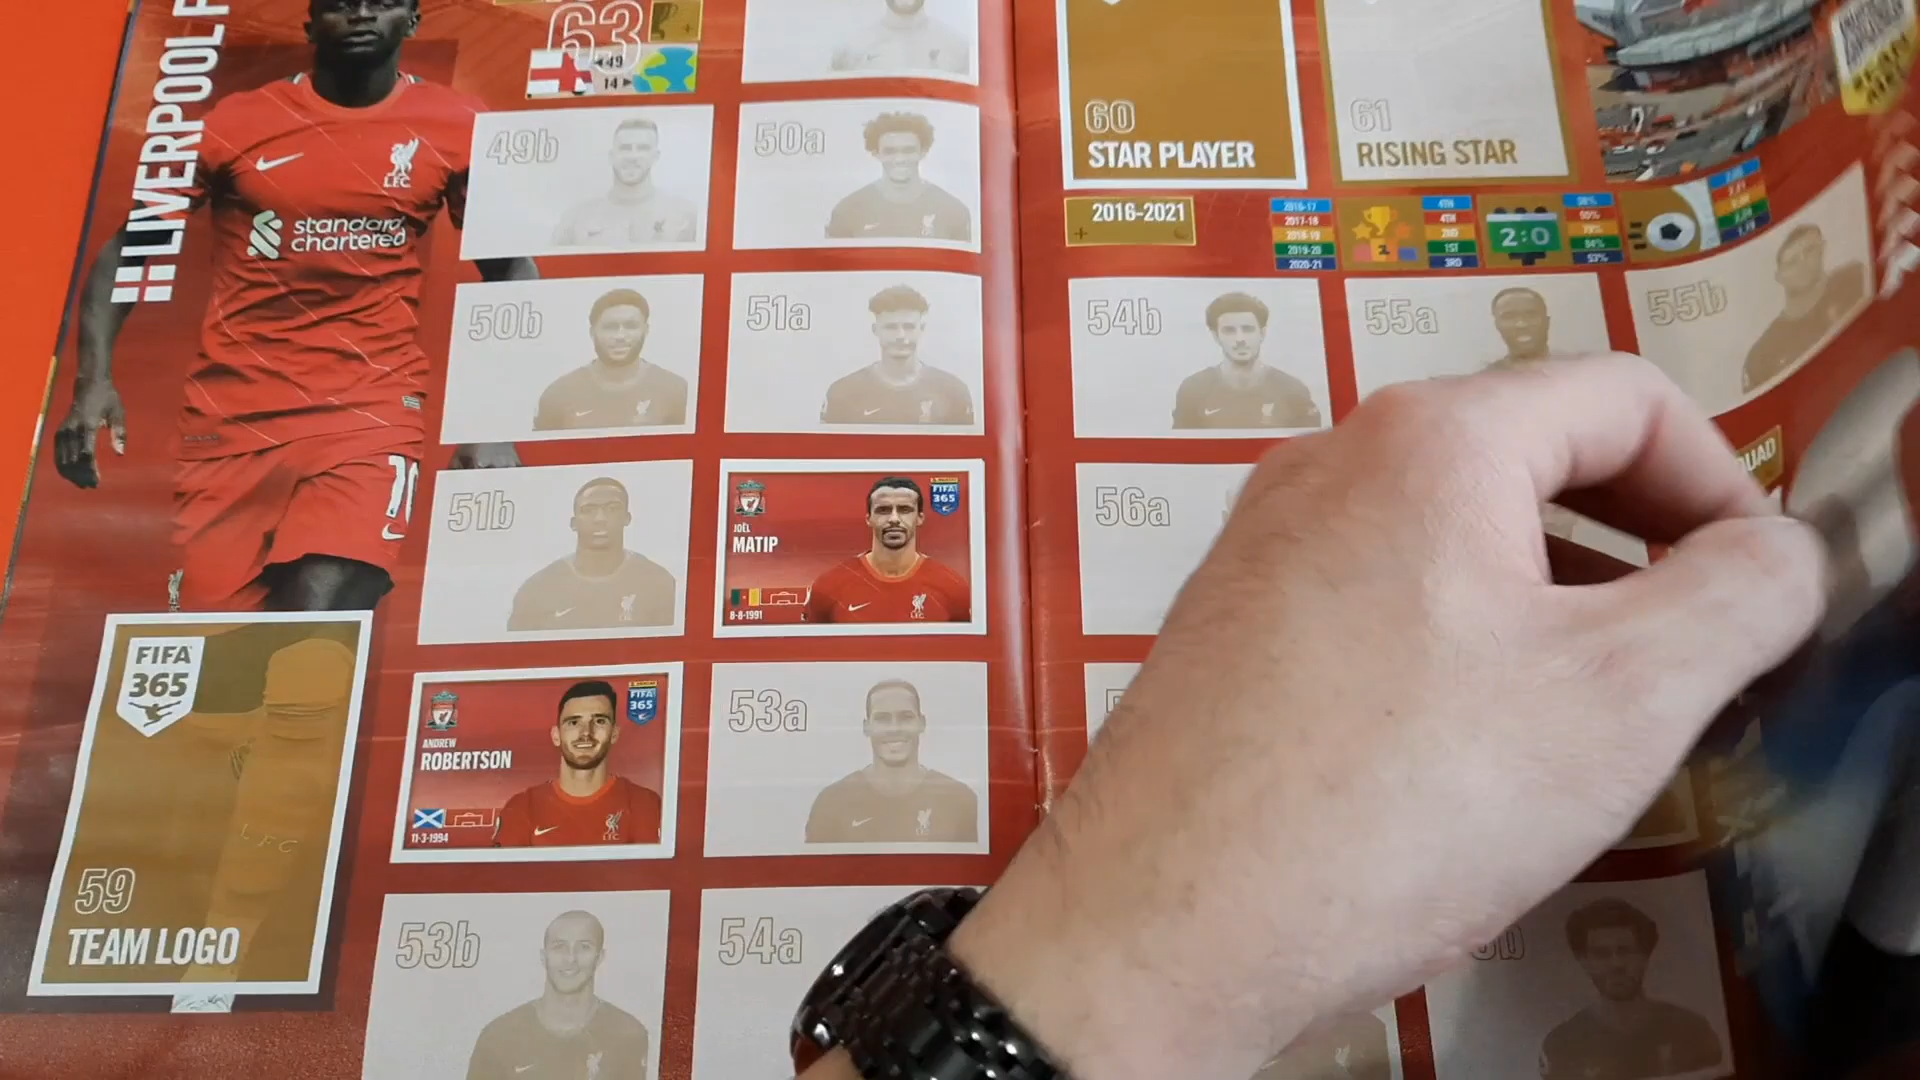 LIVERPOOL F
63
49
14
49b
50a
50b
51a
51b
JOËL
MATIP
8-8-1991
FIFA
365
ANDREW
ROBERTSON
11-3-1994
FIFA
365
53a
53b
54a
FIFA
365
59
TEAM LOGO
standard
chartered
L.F.C.
10
L F C
60
STAR PLAYER
61
RISING STAR
2016-2021
2016-17
2017-18
2018-19
2019-20
2020-21
4TH
4TH
2ND
1ST
3RD
1
2:0
53%
54b
55a
55b
56a